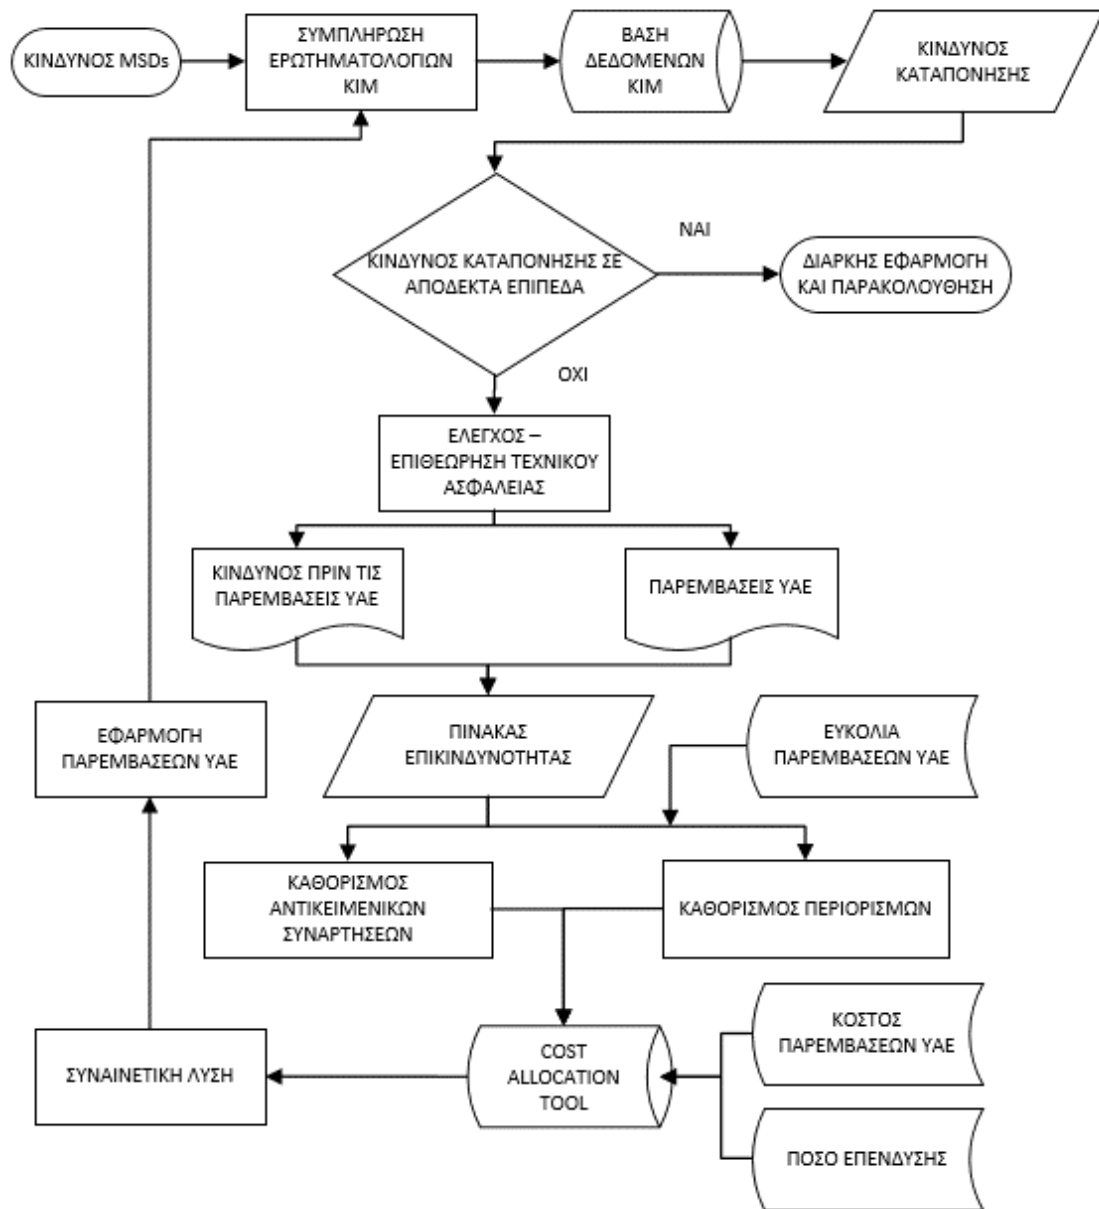 ΚΙΝΔΥΝΟΣ MSDs
ΣΥΜΠΛΗΡΩΣΗ
ΕΡΩΤΗΜΑΤΟΛΟΓΙΩΝ
ΚΙΜ
ΒΑΣΗ
ΔΕΔΟΜΕΝΩΝ
ΚΙΜ
ΚΙΝΔΥΝΟΣ
ΚΑΤΑΠΟΝΗΣΗΣ
ΚΙΝΔΥΝΟΣ ΚΑΤΑΠΟΝΗΣΗΣ ΣΕ
ΑΠΟΔΕΚΤΑ ΕΠΙΠΕΔΑ
ΝΑΙ
ΔΙΑΡΚΗΣ ΕΦΑΡΜΟΓΗ
ΚΑΙ ΠΑΡΑΚΟΛΟΥΘΗΣΗ
ΟΧΙ
ΕΛΕΓΧΟΣ –
ΕΠΙΘΕΩΡΗΣΗ ΤΕΧΝΙΚΟΥ
ΑΣΦΑΛΕΙΑΣ
ΚΙΝΔΥΝΟΣ ΠΡΙΝ ΤΙΣ
ΠΑΡΕΜΒΑΣΕΙΣ ΥΑΕ
ΠΑΡΕΜΒΑΣΕΙΣ ΥΑΕ
ΕΦΑΡΜΟΓΗ
ΠΑΡΕΜΒΑΣΕΩΝ ΥΑΕ
ΠΙΝΑΚΑΣ
ΕΠΙΚΙΝΔΥΝΟΤΗΤΑΣ
ΕΥΚΟΛΙΑ
ΠΑΡΕΜΒΑΣΕΩΝ ΥΑΕ
ΚΑΘΟΡΙΣΜΟΣ
ΑΝΤΙΚΕΙΜΕΝΙΚΩΝ
ΣΥΝΑΡΤΗΣΕΩΝ
ΚΑΘΟΡΙΣΜΟΣ ΠΕΡΙΟΡΙΣΜΩΝ
ΣΥΝΑΙΝΕΤΙΚΗ ΛΥΣΗ
COST
ALLOCATION
TOOL
ΚΟΣΤΟΣ
ΠΑΡΕΜΒΑΣΕΩΝ ΥΑΕ
ΠΟΣΟ ΕΠΕΝΔΥΣΗΣ